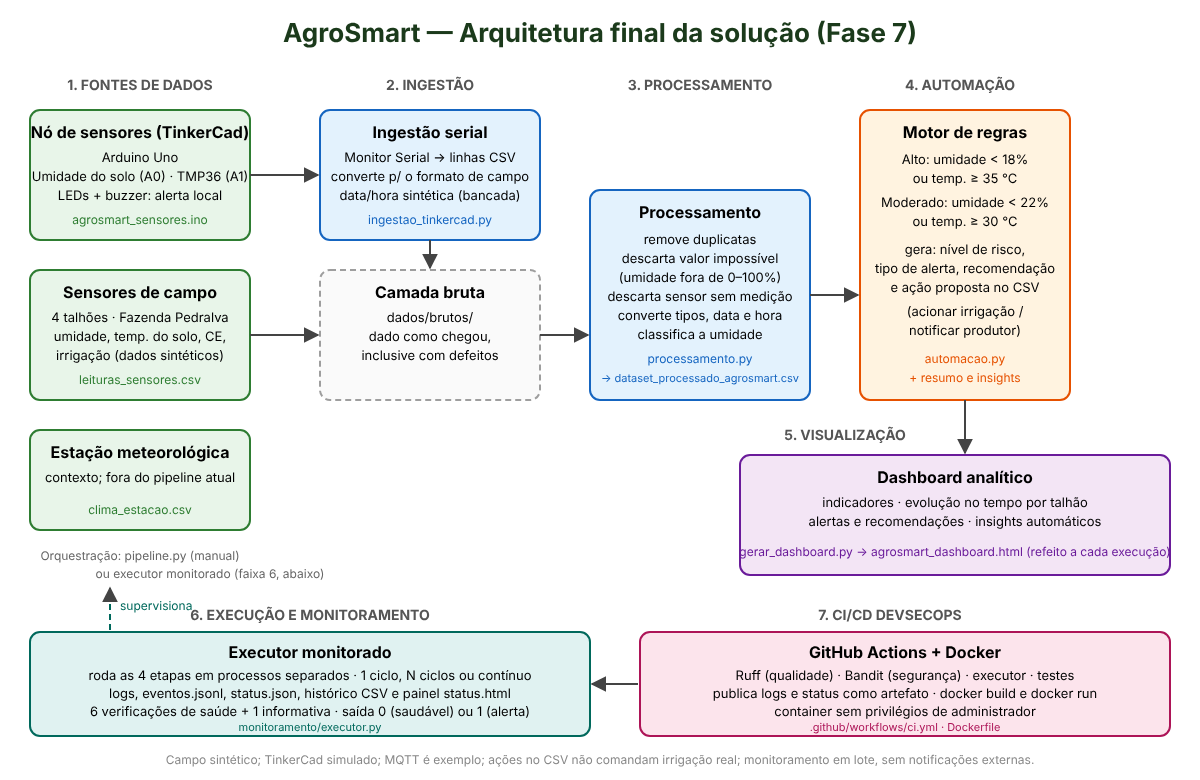 AgroSmart — Arquitetura final da solução (Fase 7)
1. FONTES DE DADOS
2. INGESTÃO
3. PROCESSAMENTO
4. AUTOMAÇÃO
Nó de sensores (TinkerCad)
Arduino Uno
Umidade do solo (A0) · TMP36 (A1)
LEDs + buzzer: alerta local
agrosmart_sensores.ino
Ingestão serial
Monitor Serial → linhas CSV
converte p/ o formato de campo
data/hora sintética (bancada)
ingestao_tinkercad.py
Sensores de campo
4 talhões · Fazenda Pedralva
umidade, temp. do solo, CE,
irrigação (dados sintéticos)
leituras_sensores.csv
Camada bruta
dados/brutos/
dado como chegou,
inclusive com defeitos
Processamento
remove duplicatas
descarta valor impossível
(umidade fora de 0–100%)
descarta sensor sem medição
converte tipos, data e hora
classifica a umidade
processamento.py
→ dataset_processado_agrosmart.csv
Motor de regras
Alto: umidade < 18%
ou temp. ≥ 35 °C
Moderado: umidade < 22%
ou temp. ≥ 30 °C
gera: nível de risco,
tipo de alerta, recomendação
e ação proposta no CSV
(acionar irrigação /
notificar produtor)
automacao.py
+ resumo e insights
Estação meteorológica
contexto; fora do pipeline atual
clima_estacao.csv
5. VISUALIZAÇÃO
Dashboard analítico
indicadores · evolução no tempo por talhão
alertas e recomendações · insights automáticos
gerar_dashboard.py → agrosmart_dashboard.html (refeito a cada execução)
Orquestração: pipeline.py (manual)
ou executor monitorado (faixa 6, abaixo)
supervisiona
6. EXECUÇÃO E MONITORAMENTO
Executor monitorado
roda as 4 etapas em processos separados · 1 ciclo, N ciclos ou contínuo
logs, eventos.jsonl, status.json, histórico CSV e painel status.html
6 verificações de saúde + 1 informativa · saída 0 (saudável) ou 1 (alerta)
monitoramento/executor.py
7. CI/CD DEVSECOPS
GitHub Actions + Docker
Ruff (qualidade) · Bandit (segurança) · executor · testes
publica logs e status como artefato · docker build e docker run
container sem privilégios de administrador
.github/workflows/ci.yml · Dockerfile
Campo sintético; TinkerCad simulado; MQTT é exemplo; ações no CSV não comandam irrigação real; monitoramento em lote, sem notificações externas.